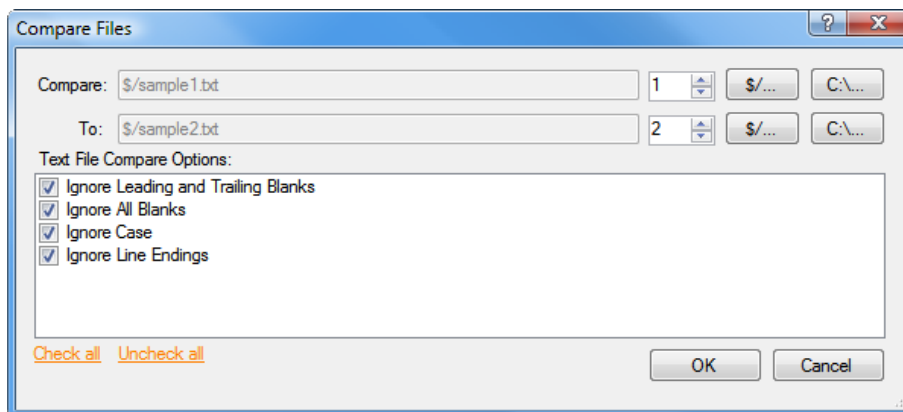 Compare Files
Compare: $/sample1.txt 1 $/... C:\...
To: $/sample2.txt 2 $/... C:\...
Text File Compare Options:
Ignore Leading and Trailing Blanks
Ignore All Blanks
Ignore Case
Ignore Line Endings
Check all Uncheck all OK Cancel